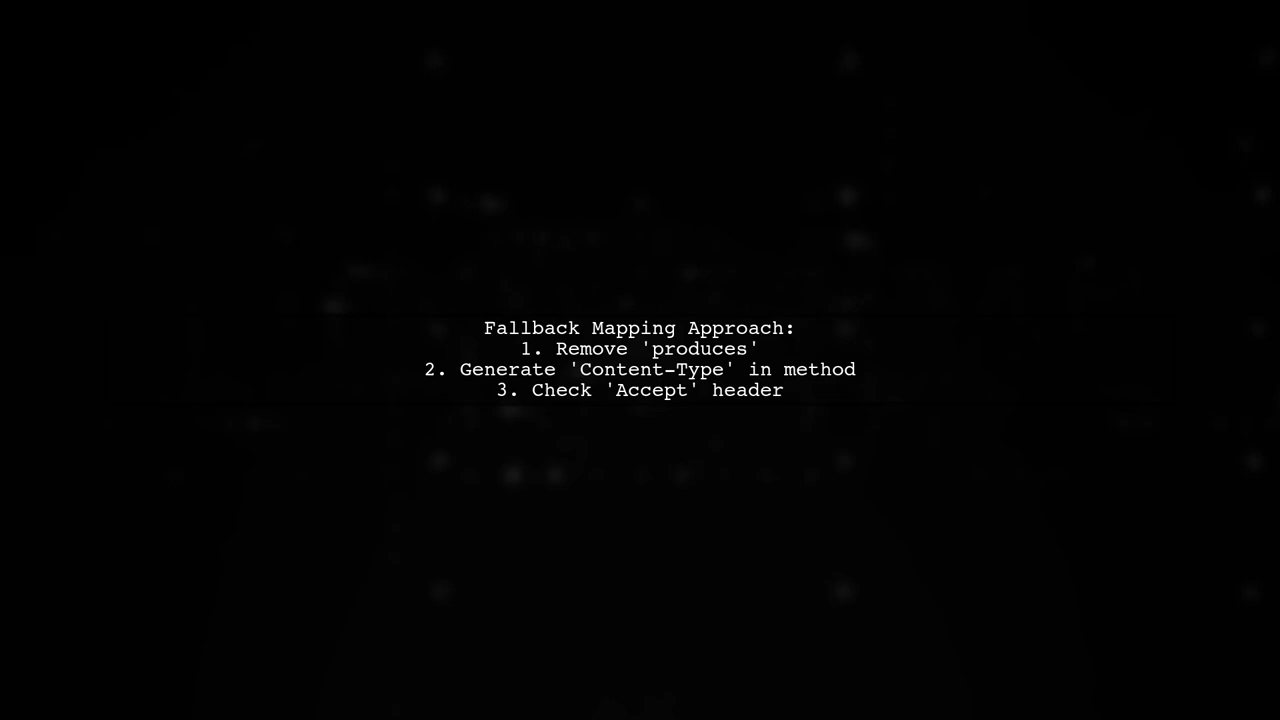 Fallback Mapping Approach:
1. Remove 'produces'
2. Generate 'Content-Type' in method
3. Check 'Accept' header